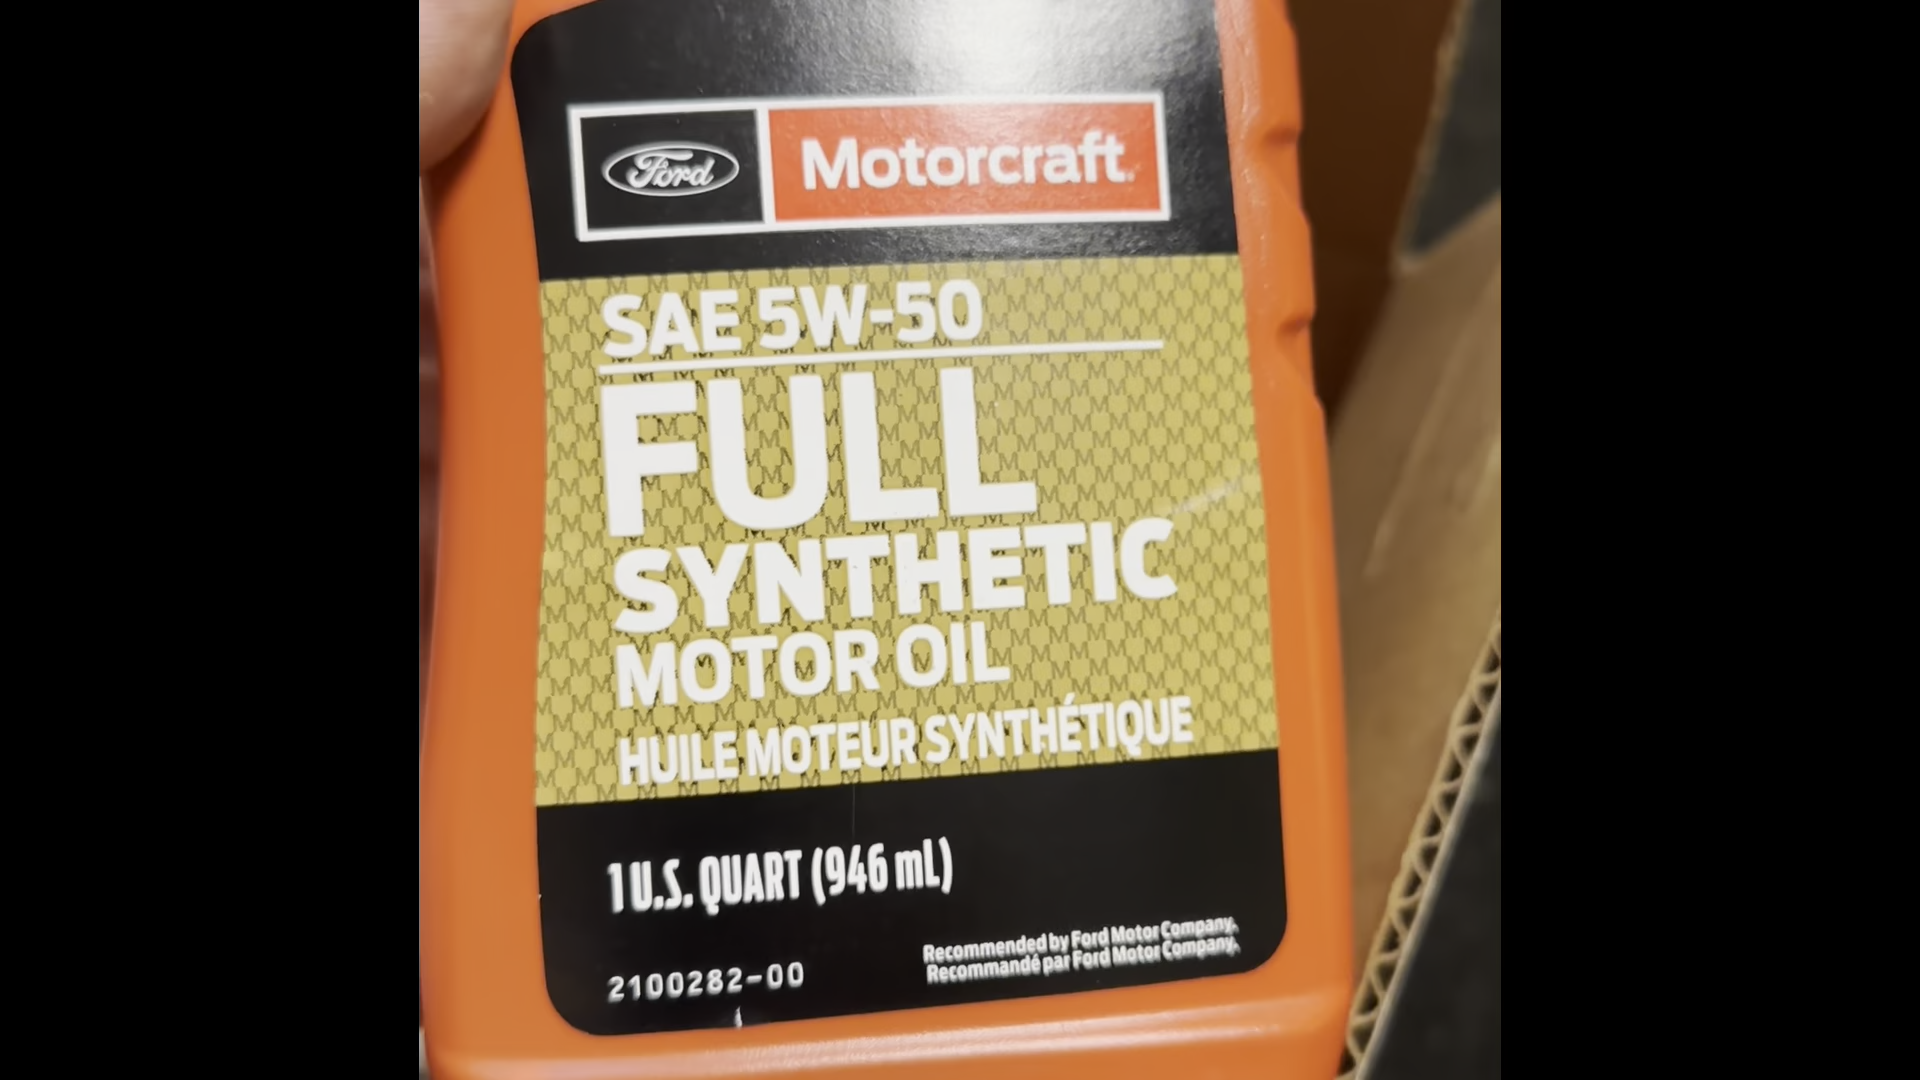 Ford Motorcraft
SAE 5W-50
FULL
SYNTHETIC
MOTOR OIL
HUILE MOTEUR SYNTHÉTIQUE
1 U.S. QUART (946 mL)
2100282-00
Recommended by Ford Motor Company.
Recommandé par Ford Motor Company.